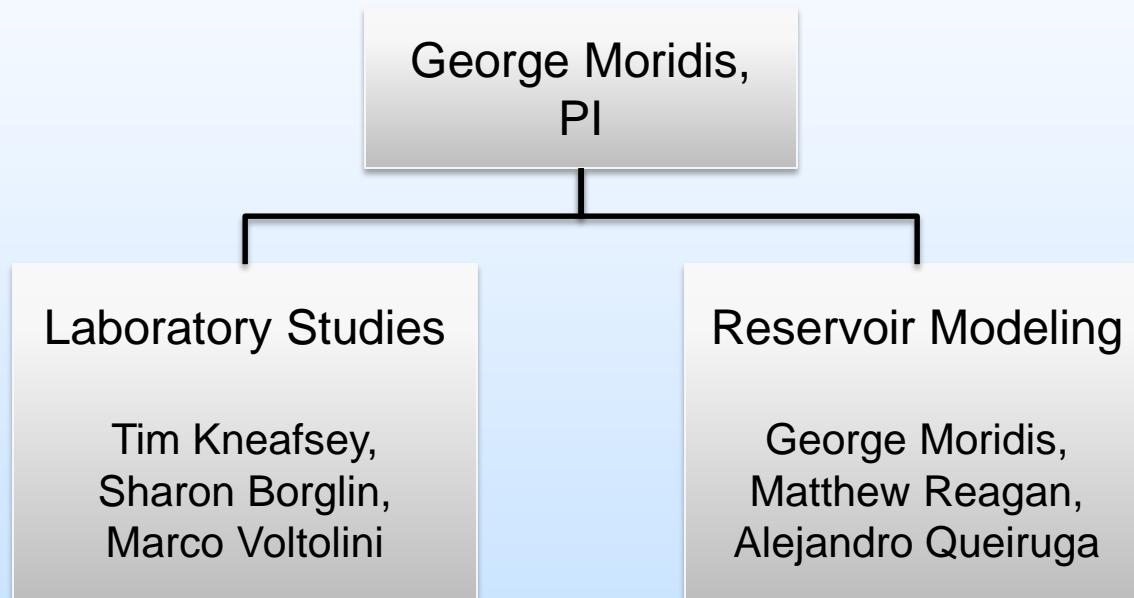 George Moridis,
PI
Laboratory Studies
Tim Kneafsey,
Sharon Borglin,
Marco Voltolini
Reservoir Modeling
George Moridis,
Matthew Reagan,
Alejandro Queiruga